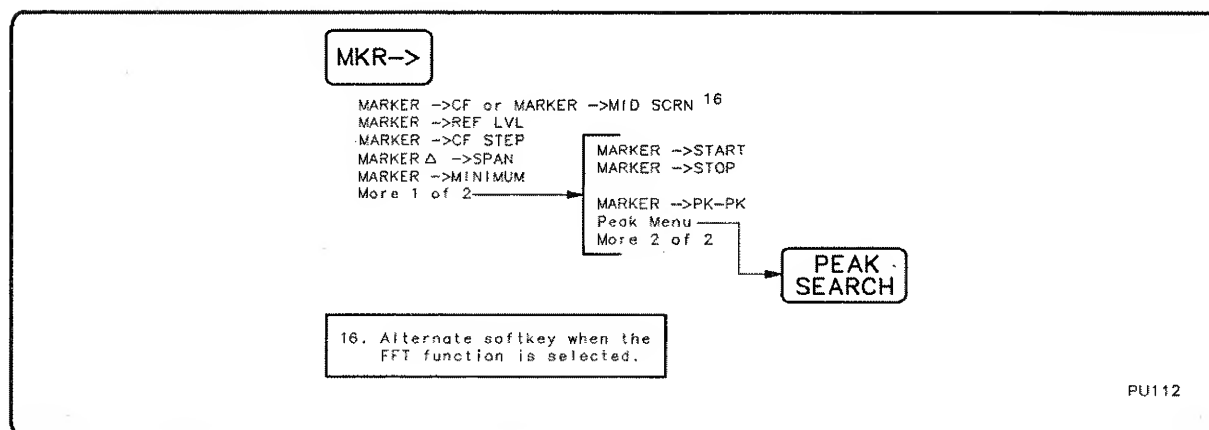 MKR->
MARKER ->CF or MARKER ->MID SCRN 16
MARKER ->REF LVL
MARKER ->CF STEP
MARKER Δ ->SPAN
MARKER ->MINIMUM
More 1 of 2
MARKER ->START
MARKER ->STOP
MARKER ->PK-PK
Peak Menu
More 2 of 2
PEAK
SEARCH
16. Alternate softkey when the
FFT function is selected.
PU112